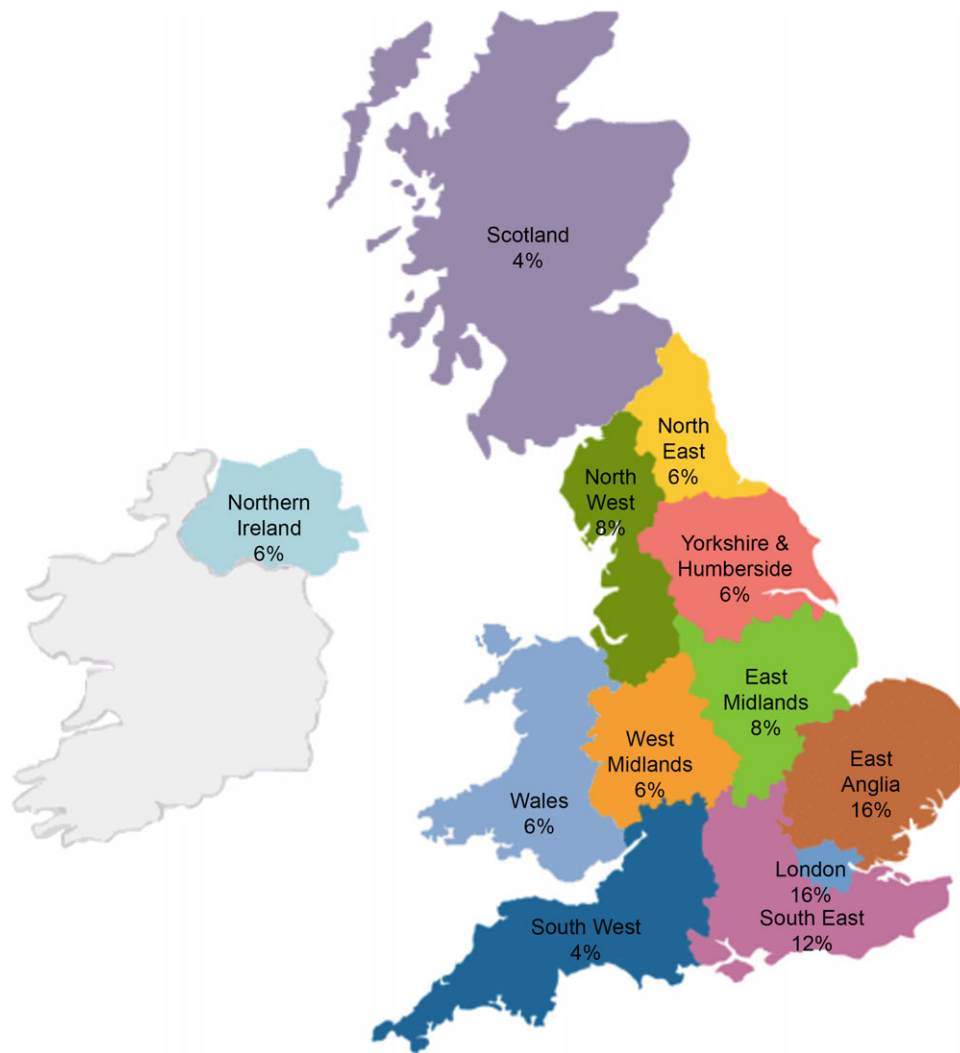 Scotland
4%
North
East
6%
North
West
8%
Northern
Ireland
6%
Yorkshire &
Humberside
6%
East
Midlands
8%
West
Midlands
6%
East
Anglia
16%
Wales
6%
London
16%
South East
12%
South West
4%